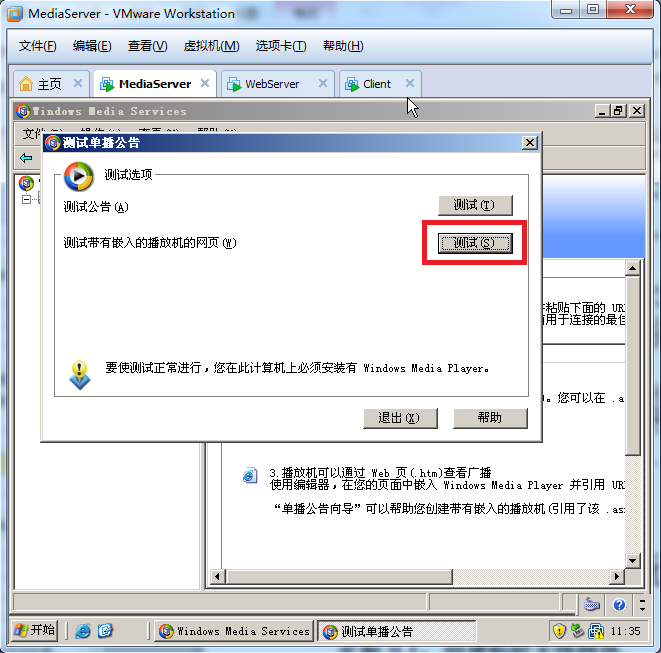 MediaServer - VMware Workstation
文件(F) 编辑(E) 查看(V) 虚拟机(M) 选项卡(T) 帮助(H)
主页 MediaServer WebServer Client
Windows Media Services
测试单播公告
测试选项
测试公告(A) 测试(T)
测试带有嵌入的播放机的网页(W) 测试(S)
粘贴下面的 UR
用于连接的最佳
要使测试正常进行，您在此计算机上必须安装有 Windows Media Player。
。您可以在 .a
退出(X) 帮助
3.播放机可以通过 Web 页(.htm)查看广播
使用编辑器，在您的页面中嵌入 Windows Media Player 并引用 UR
“单播公告向导”可以帮助您创建带有嵌入的播放机(引用了该 .as
开始 Windows Media Services 测试单播公告 11:35